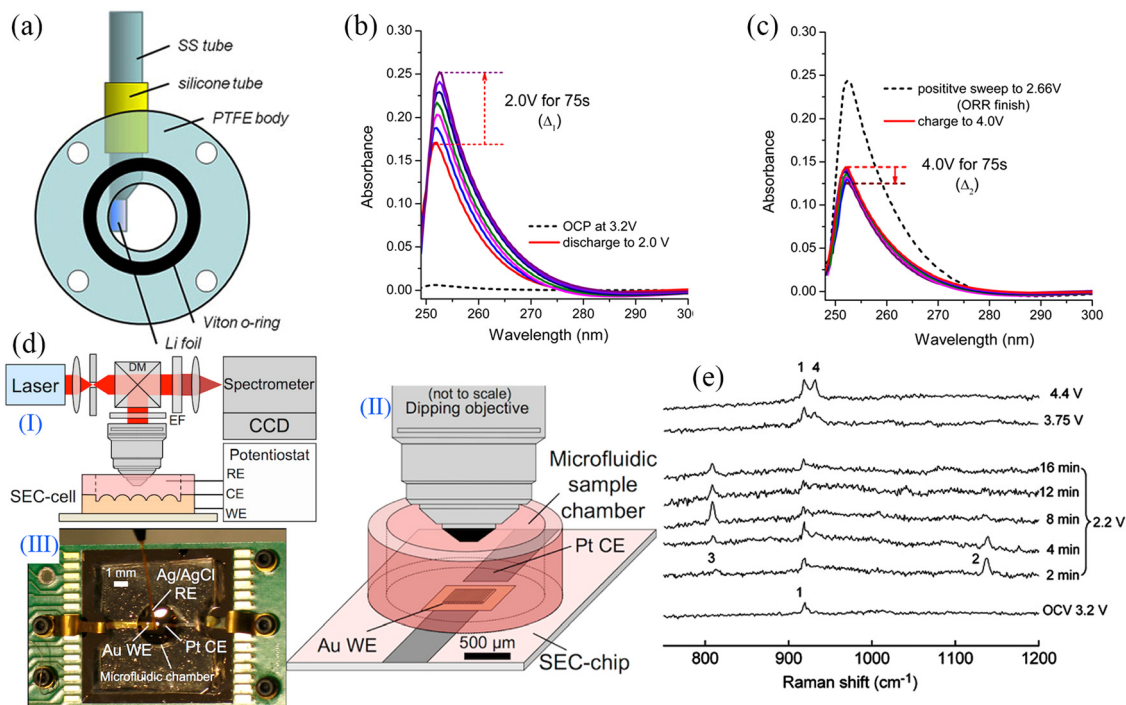 (a)
SS tube
silicone tube
PTFE body
Viton o-ring
Li foil
(b)
0.30
0.25
0.20
0.15
0.10
0.05
0.00
Absorbance
2.0V for 75s
(Δ1)
OCP at 3.2V
discharge to 2.0 V
250 260 270 280 290 300
Wavelength (nm)
(c)
0.30
0.25
0.20
0.15
0.10
0.05
0.00
Absorbance
positive sweep to 2.66V
(ORR finish)
charge to 4.0V
4.0V for 75s
(Δ2)
250 260 270 280 290 300
Wavelength (nm)
(d)
Laser
DM
Spectrometer
CCD
EF
(I)
Potentiostat
RE
CE
WE
SEC-cell
(III)
1 mm
Ag/AgCl
RE
Au WE
Pt CE
Microfluidic chamber
(II)
(not to scale)
Dipping objective
Microfluidic
sample
chamber
Pt CE
Au WE
500 µm
SEC-chip
(e)
1 4
4.4 V
3.75 V
16 min
12 min
8 min
4 min
2 min
2.2 V
3
2
1
OCV 3.2 V
800 900 1000 1100 1200
Raman shift (cm-1)